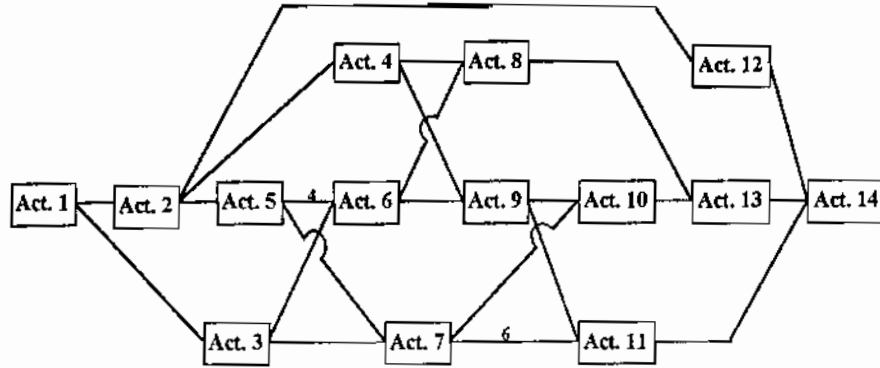 Act. 12
Act. 4
Act. 8
Act. 1
Act. 2
Act. 5
4
Act. 6
Act. 9
Act. 10
Act. 13
Act. 14
Act. 3
Act. 7
6
Act. 11